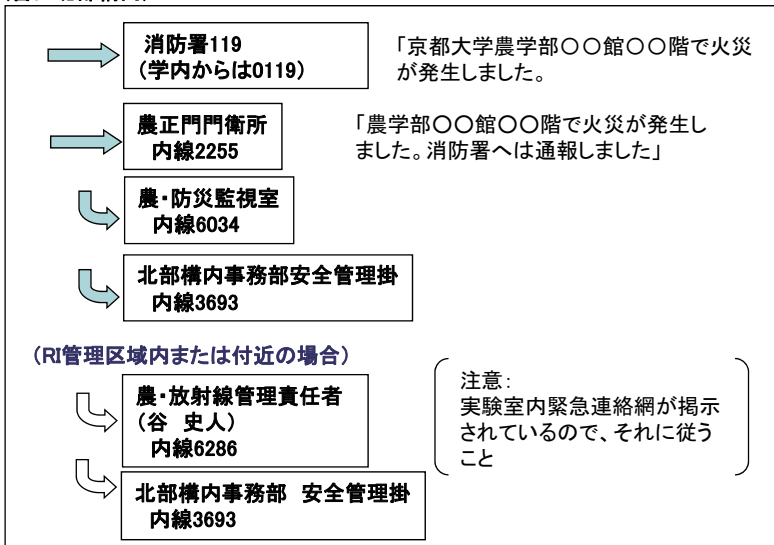 消防署119
(学内からは0119)
「京都大学農学部〇〇館〇〇階で火災
が発生しました。
農正門門衛所
内線2255
「農学部〇〇館〇〇階で火災が発生し
ました。消防署へは通報しました」
農・防災監視室
内線6034
北部構内事務部安全管理掛
内線3693
(RI管理区域内または付近の場合)
農・放射線管理責任者
(谷 史人)
内線6286
注意:
実験室内緊急連絡網が掲示
されているので、それに従う
こと
北部構内事務部 安全管理掛
内線3693